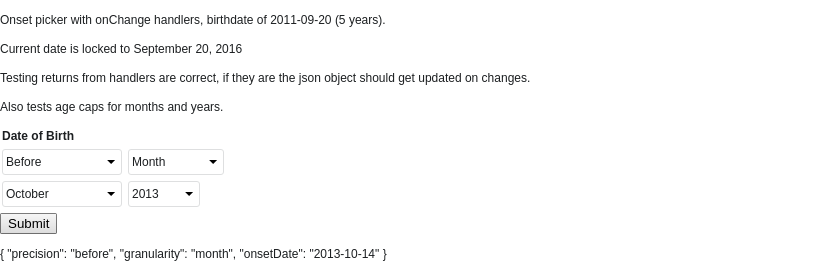 Onset picker with onChange handlers, birthdate of 2011-09-20 (5 years).
Current date is locked to September 20, 2016
Testing returns from handlers are correct, if they are the json object should get updated on changes.
Also tests age caps for months and years.
Date of Birth
Before Month
October 2013
Submit
{ "precision": "before", "granularity": "month", "onsetDate": "2013-10-14" }